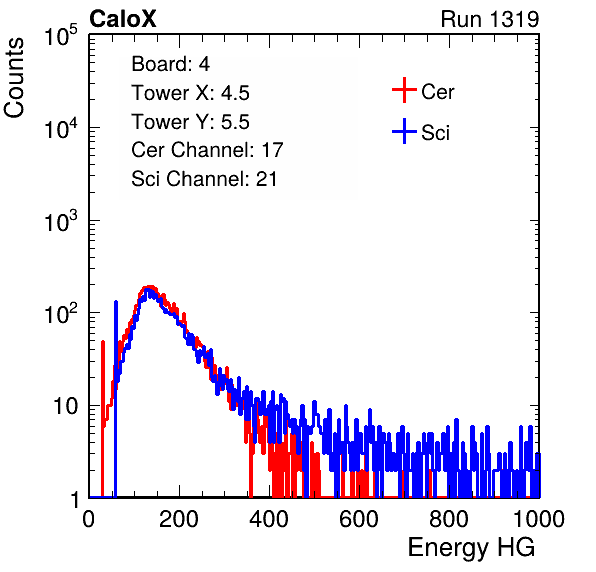 CaloX Run 1319
Counts
10^5
10^4
10^3
10^2
10
1
Board: 4
Tower X: 4.5
Tower Y: 5.5
Cer Channel: 17
Sci Channel: 21
Cer
Sci
0 200 400 600 800 1000
Energy HG